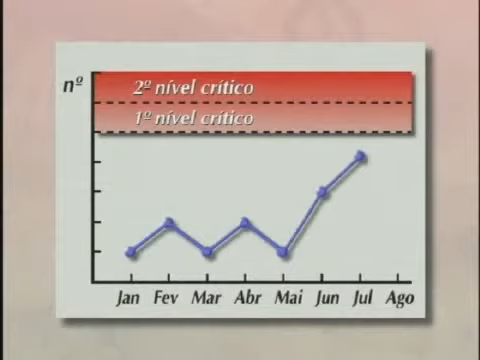 nº
2º nível crítico
1º nível crítico
Jan Fev Mar Abr Mai Jun Jul Ago